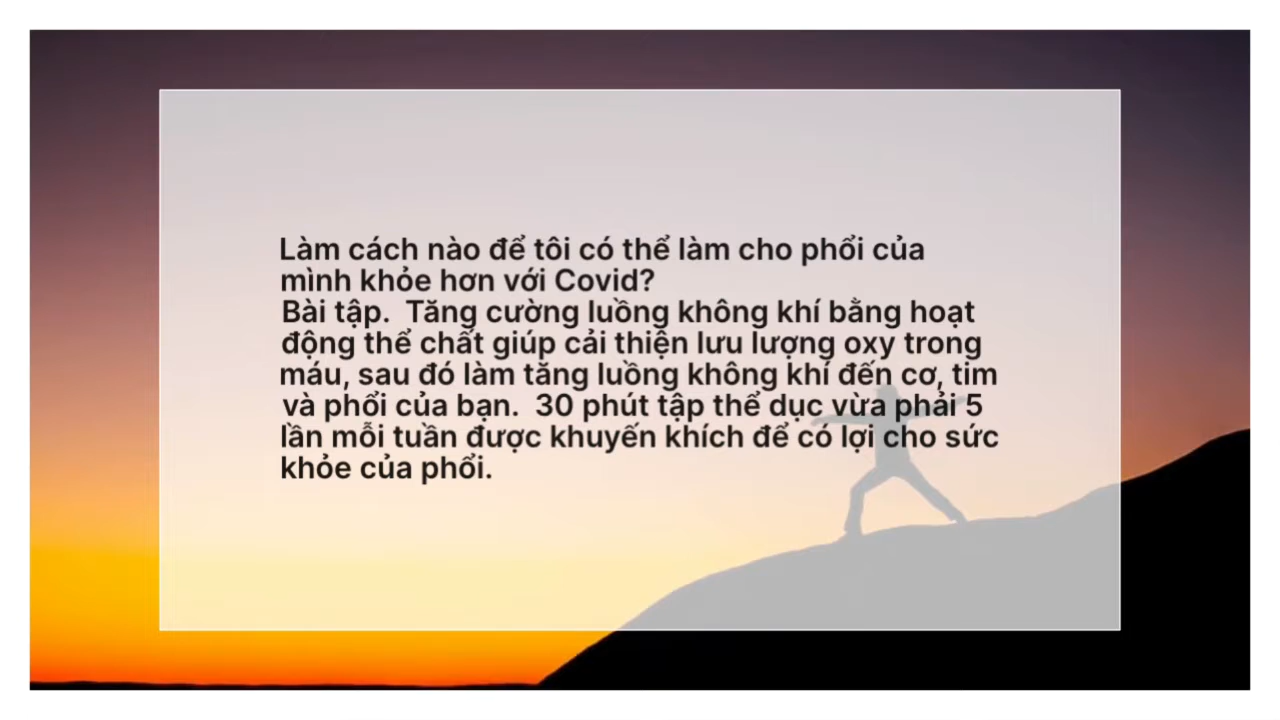 Làm cách nào để tôi có thể làm cho phổi của
mình khỏe hơn với Covid?
Bài tập.  Tăng cường luồng không khí bằng hoạt
động thể chất giúp cải thiện lưu lượng oxy trong
máu, sau đó làm tăng luồng không khí đến cơ, tim
và phổi của bạn.  30 phút tập thể dục vừa phải 5
lần mỗi tuần được khuyến khích để có lợi cho sức
khỏe của phổi.